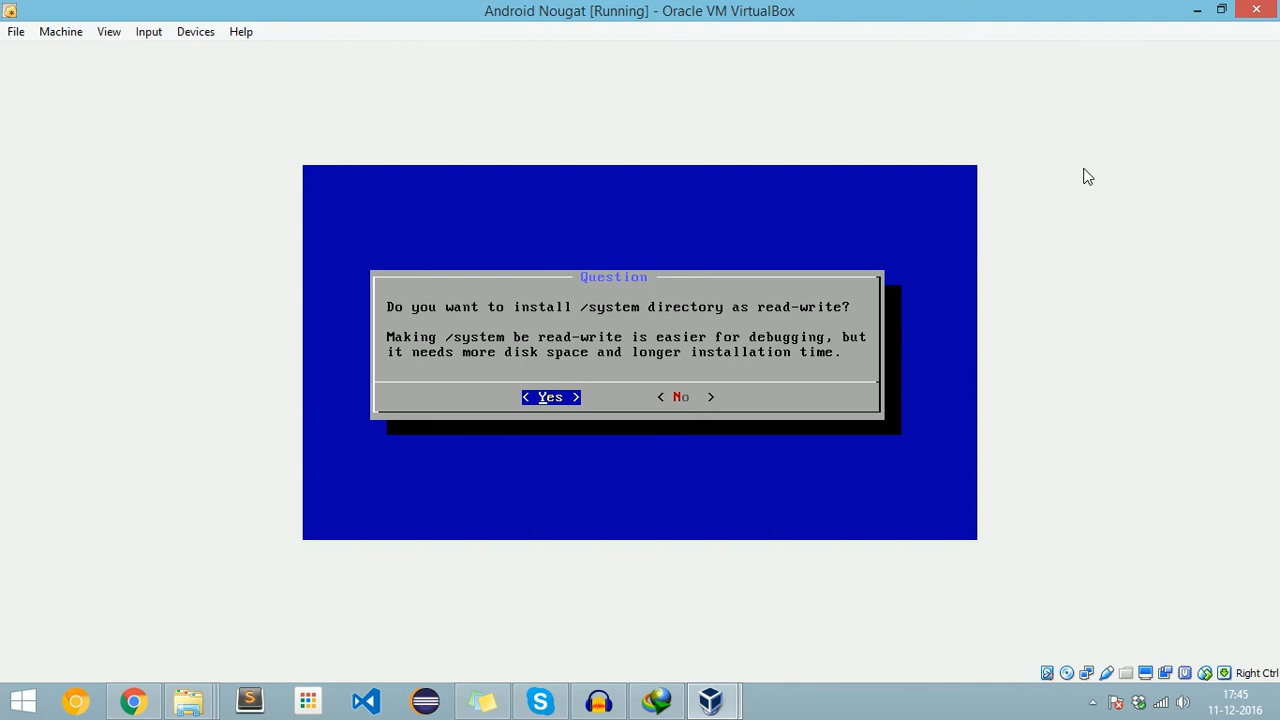 Android Nougat [Running] - Oracle VM VirtualBox
File Machine View Input Devices Help
Question
Do you want to install /system directory as read-write?
Making /system be read-write is easier for debugging, but
it needs more disk space and longer installation time.
< Yes > < No >
Right Ctrl
17:45
11-12-2016